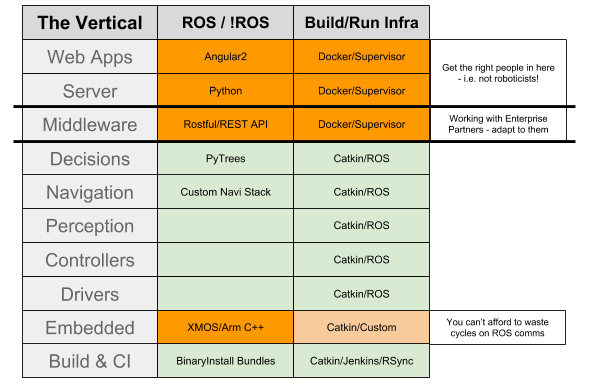 The Vertical ROS / !ROS Build/Run Infra
Web Apps Angular2 Docker/Supervisor
Get the right people in here
- i.e. not roboticists!
Server Python Docker/Supervisor
Middleware Rostful/REST API Docker/Supervisor
Working with Enterprise
Partners - adapt to them
Decisions PyTrees Catkin/ROS
Navigation Custom Navi Stack Catkin/ROS
Perception Catkin/ROS
Controllers Catkin/ROS
Drivers Catkin/ROS
Embedded XMOS/Arm C++ Catkin/Custom
You can't afford to waste
cycles on ROS comms
Build & CI BinaryInstall Bundles Catkin/Jenkins/RSync